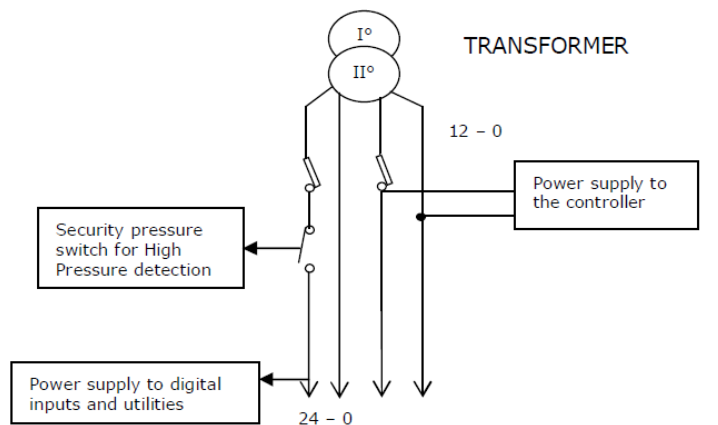 I°
II°
TRANSFORMER
12 – 0
Power supply to
the controller
Security pressure
switch for High
Pressure detection
Power supply to digital
inputs and utilities
24 – 0